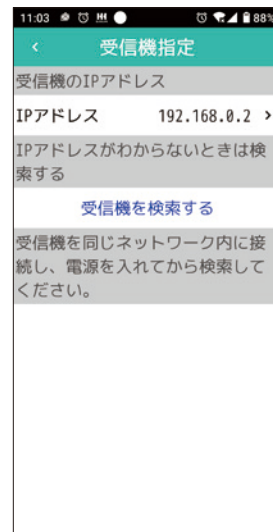 11:03 88%
受信機指定
受信機のIPアドレス
IPアドレス 192.168.0.2
IPアドレスがわからないときは検
索する
受信機を検索する
受信機を同じネットワーク内に接
続し、電源を入れてから検索して
ください。